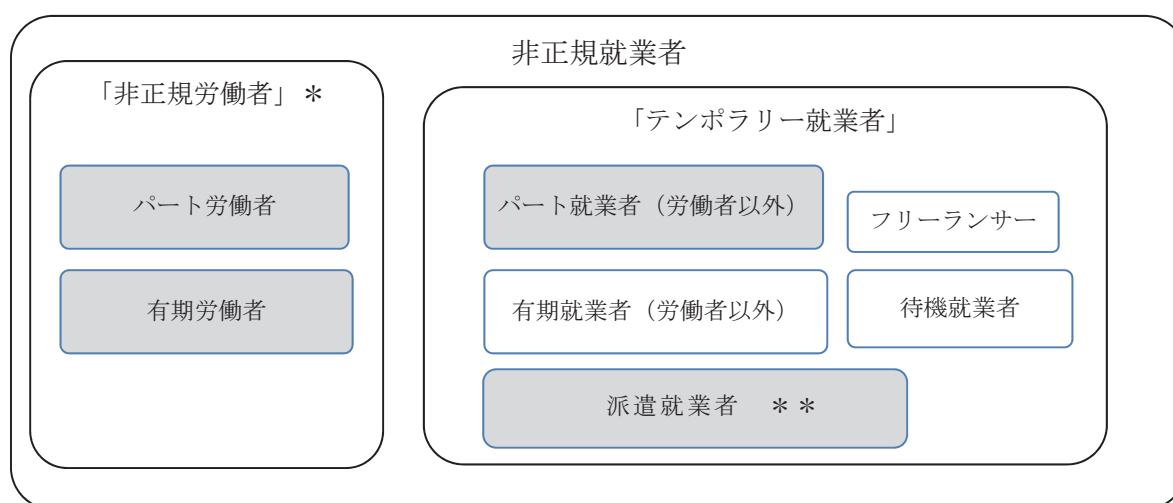 非正規就業者
「非正規労働者」＊
パート労働者
有期労働者
「テンポラリー就業者」
パート就業者（労働者以外）
フリーランサー
有期就業者（労働者以外）
待機就業者
派遣就業者　＊＊